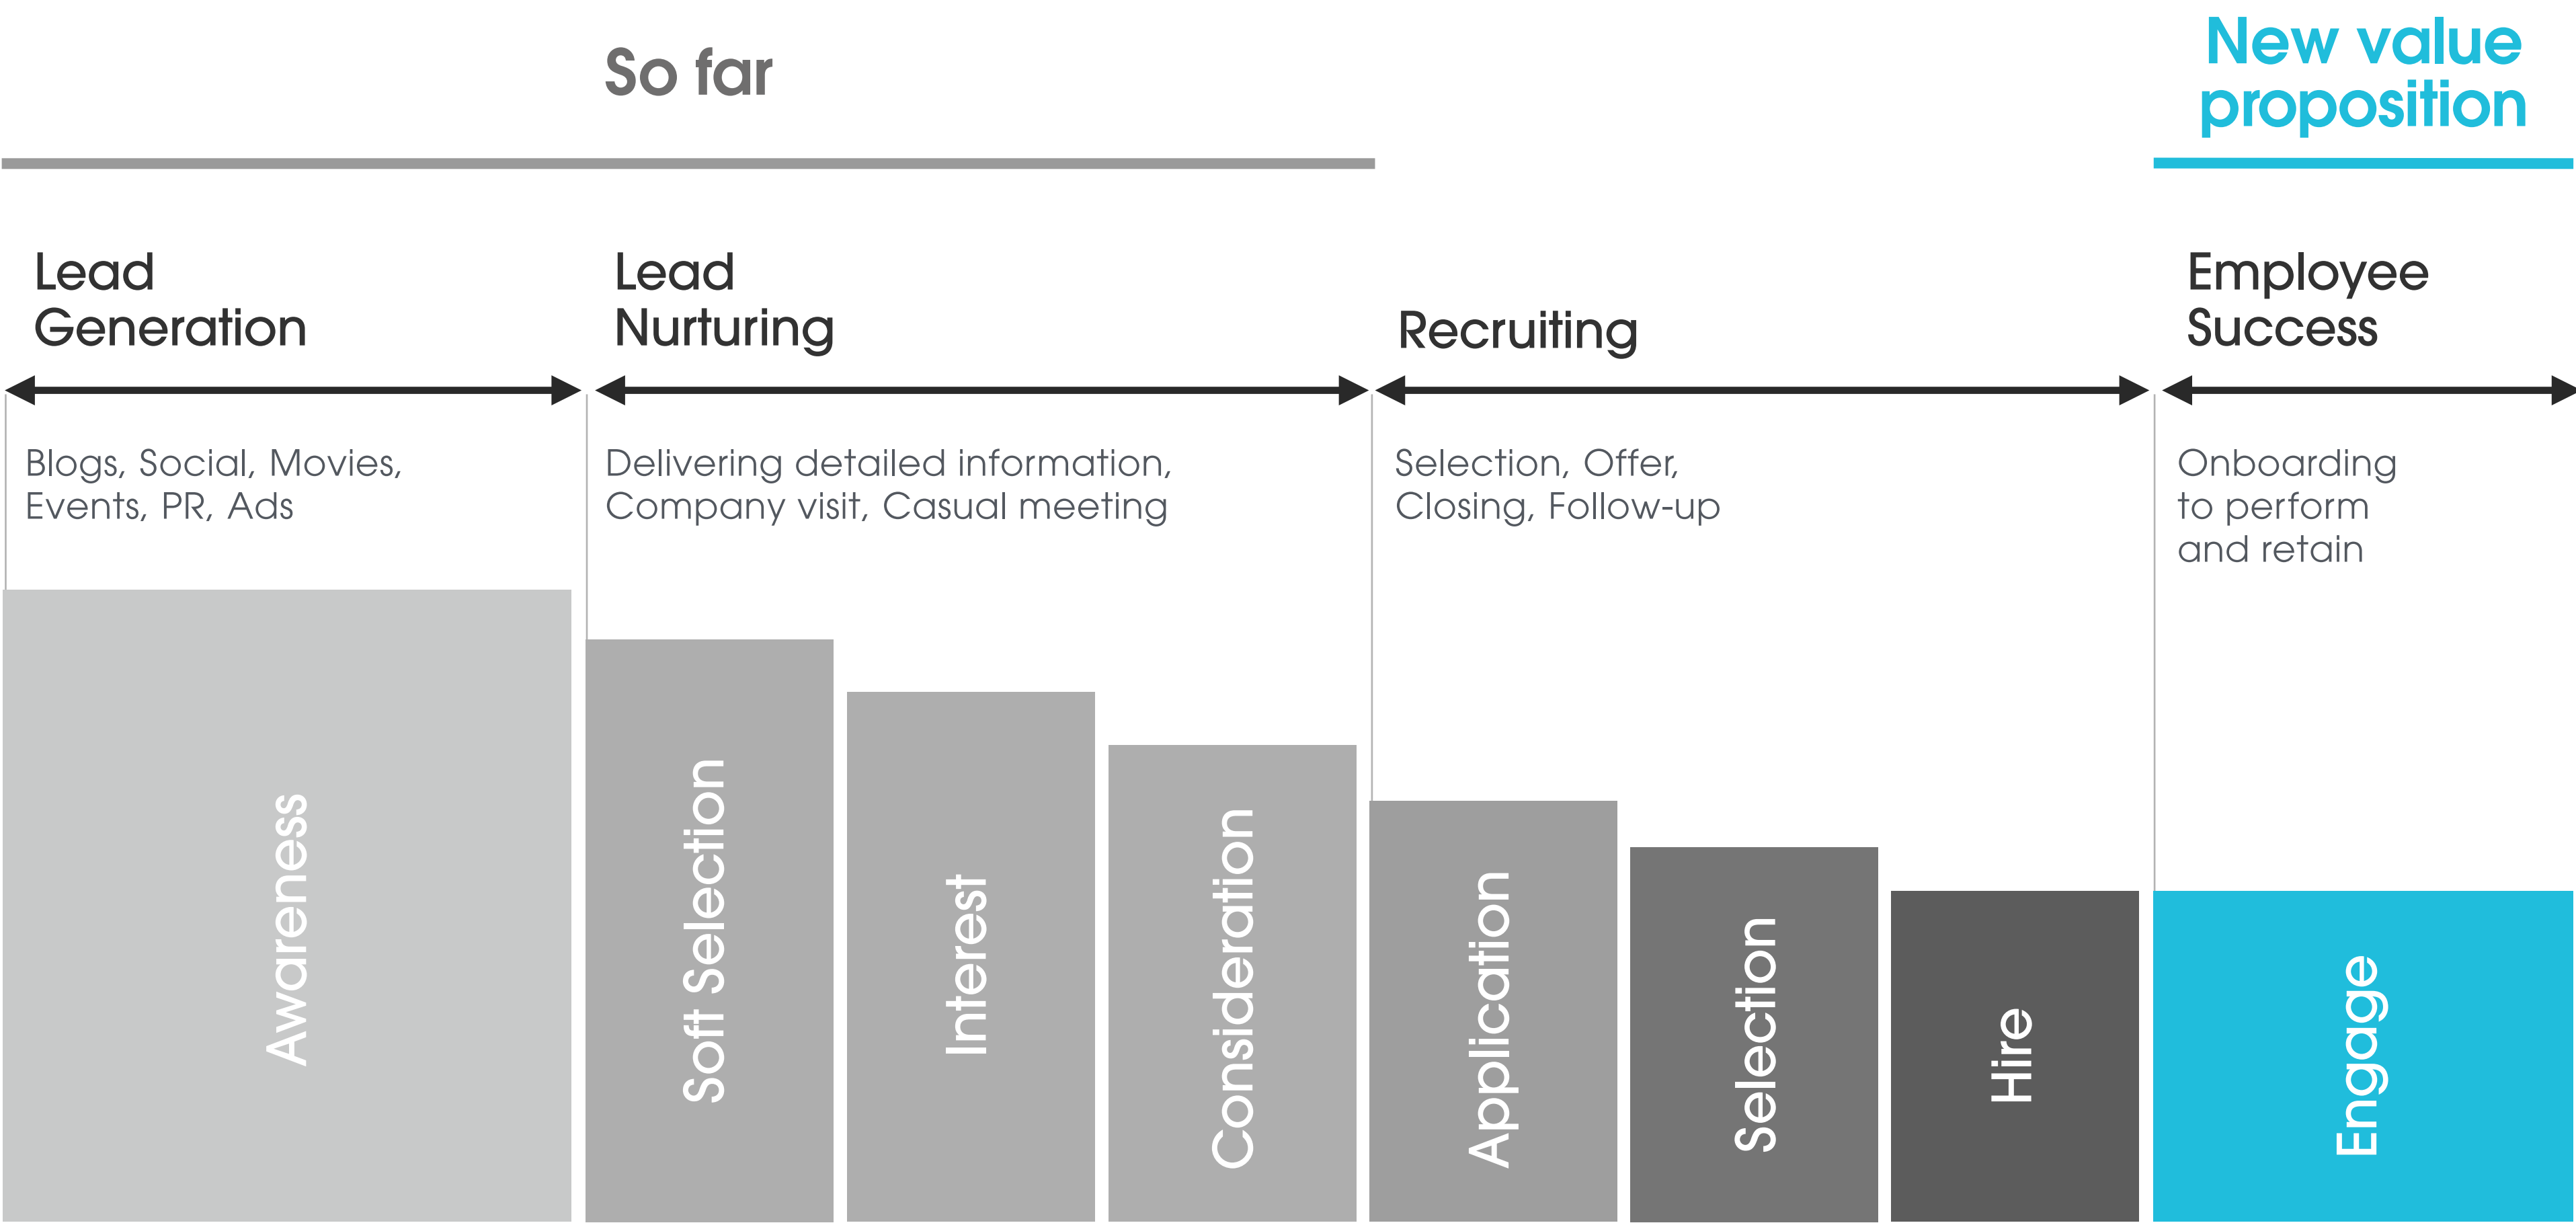 So far
New value
proposition
Lead
Generation
Lead
Nurturing
Recruiting
Employee
Success
Blogs, Social, Movies,
Events, PR, Ads
Delivering detailed information,
Company visit, Casual meeting
Selection, Offer,
Closing, Follow-up
Onboarding
to perform
and retain
Awareness
Soft Selection
Interest
Consideration
Application
Selection
Hire
Engage